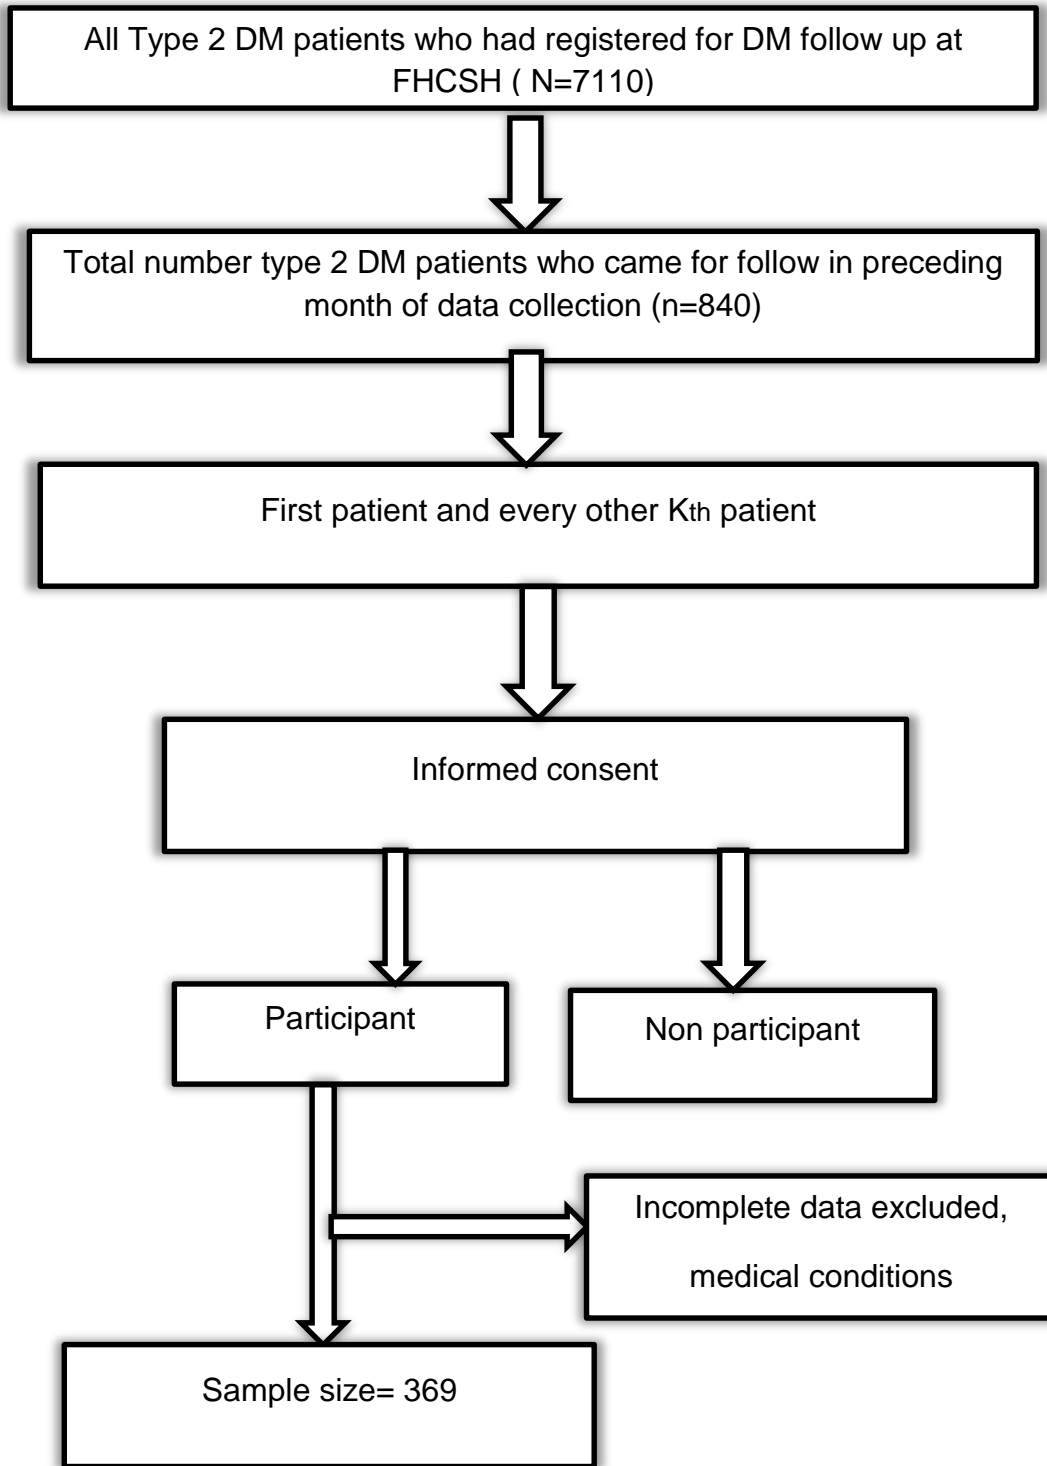 All Type 2 DM patients who had registered for DM follow up at
FHCSH ( N=7110)
Total number type 2 DM patients who came for follow in preceding
month of data collection (n=840)
First patient and every other Kth patient
Informed consent
Participant
Non participant
Incomplete data excluded,
medical conditions
Sample size= 369